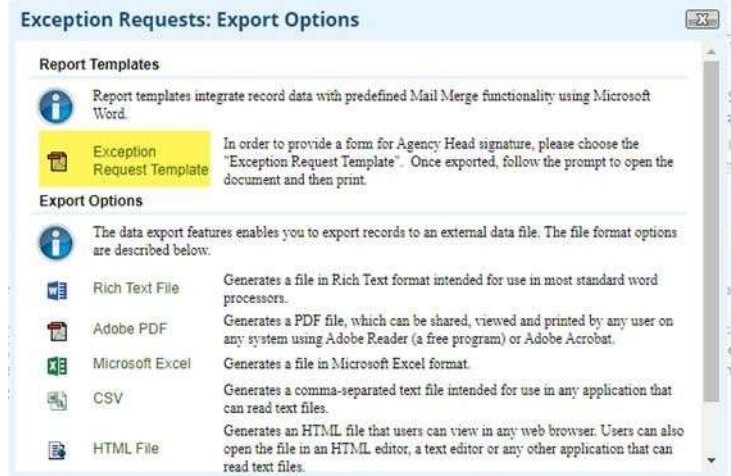 Exception Requests: Export Options
Report Templates
Report templates integrate record data with predefined Mail Merge functionality using Microsoft
Word.
Exception
Request Template
In order to provide a form for Agency Head signature, please choose the
"Exception Request Template". Once exported, follow the prompt to open the
document and then print.
Export Options
The data export features enables you to export records to an external data file. The file format options
are described below.
Rich Text File
Generates a file in Rich Text format intended for use in most standard word
processors.
Adobe PDF
Generates a PDF file, which can be shared, viewed and printed by any user on
any system using Adobe Reader (a free program) or Adobe Acrobat.
Microsoft Excel
Generates a file in Microsoft Excel format.
CSV
Generates a comma-separated text file intended for use in any application that
can read text files.
HTML File
Generates an HTML file that users can view in any web browser. Users can also
open the file in an HTML editor, a text editor or any other application that can
read text files.